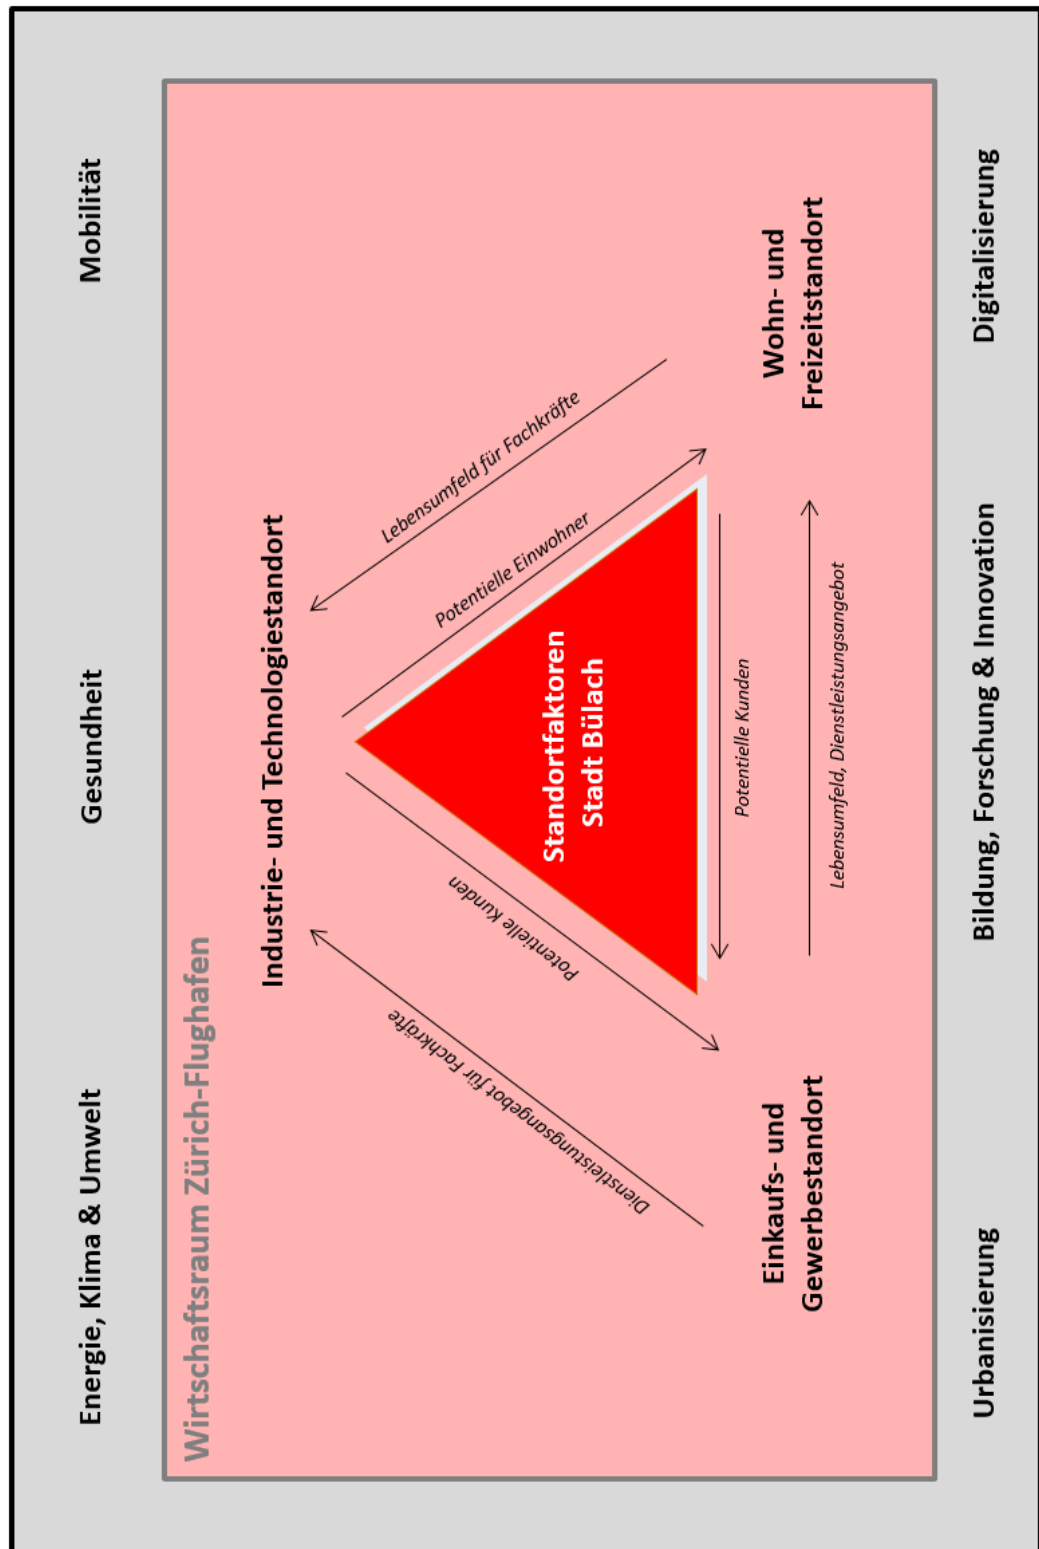 Energie, Klima & Umwelt
Gesundheit
Mobilität
Wirtschaftsraum Zürich-Flughafen
Industrie- und Technologiestandort
Dienstleistungsangebot für Fachkräfte
Potentielle Kunden
Potentielle Einwohner
Lebensumfeld für Fachkräfte
Standortfaktoren
Stadt Bülach
Potentielle Kunden
Lebensumfeld, Dienstleistungsangebot
Einkaufs- und
Gewerbestandort
Wohn- und
Freizeitstandort
Urbanisierung
Bildung, Forschung & Innovation
Digitalisierung